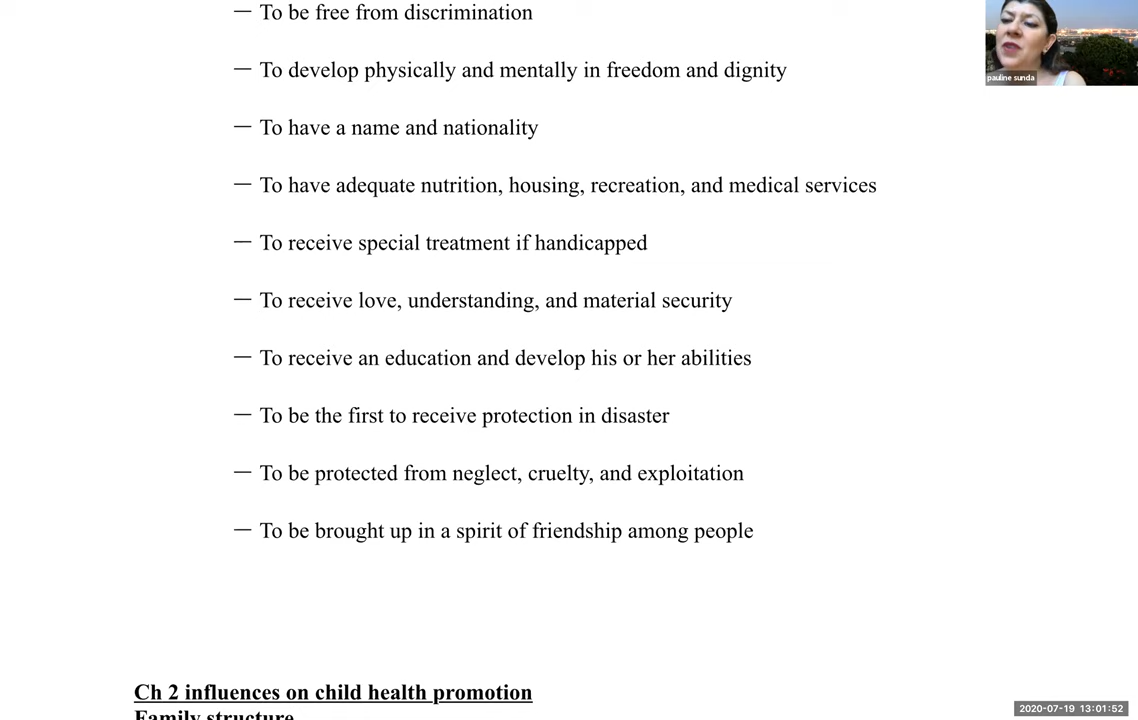 — To be free from discrimination
— To develop physically and mentally in freedom and dignity
— To have a name and nationality
— To have adequate nutrition, housing, recreation, and medical services
— To receive special treatment if handicapped
— To receive love, understanding, and material security
— To receive an education and develop his or her abilities
— To be the first to receive protection in disaster
— To be protected from neglect, cruelty, and exploitation
— To be brought up in a spirit of friendship among people
Ch 2 influences on child health promotion
Family structure
pauline sunda
2020-07-19 13:01:52